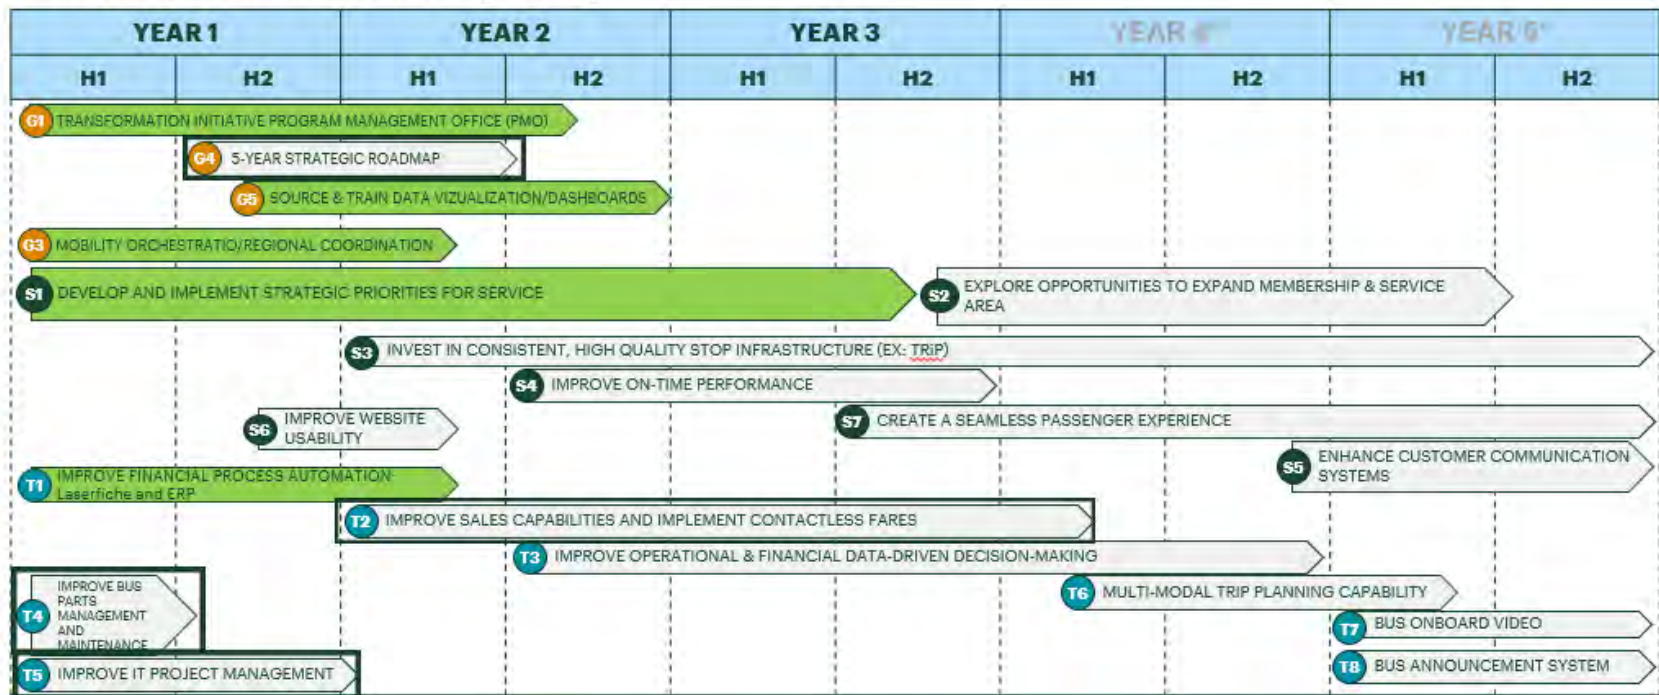 YEAR 1 YEAR 2 YEAR 3 YEAR 4* YEAR 5*
H1 H2 H1 H2 H1 H2 H1 H2 H1 H2
G1 TRANSFORMATION INITIATIVE PROGRAM MANAGEMENT OFFICE (PMO)
G4 5-YEAR STRATEGIC ROADMAP
G5 SOURCE & TRAIN DATA VIZUALIZATION/DASHBOARDS
G3 MOBILITY ORCHESTRATIO/REGIONAL COORDINATION
S1 DEVELOP AND IMPLEMENT STRATEGIC PRIORITIES FOR SERVICE
S2 EXPLORE OPPORTUNITIES TO EXPAND MEMBERSHIP & SERVICE
AREA
S3 INVEST IN CONSISTENT, HIGH QUALITY STOP INFRASTRUCTURE (EX: TRiP)
S4 IMPROVE ON-TIME PERFORMANCE
S6 IMPROVE WEBSITE
USABILITY
S7 CREATE A SEAMLESS PASSENGER EXPERIENCE
S5 ENHANCE CUSTOMER COMMUNICATION
SYSTEMS
T1 IMPROVE FINANCIAL PROCESS AUTOMATION
Laserfiche and ERP
T2 IMPROVE SALES CAPABILITIES AND IMPLEMENT CONTACTLESS FARES
T3 IMPROVE OPERATIONAL & FINANCIAL DATA-DRIVEN DECISION-MAKING
T4 IMPROVE BUS
PARTS
MANAGEMENT
AND
MAINTENANCE
T6 MULTI-MODAL TRIP PLANNING CAPABILITY
T7 BUS ONBOARD VIDEO
T5 IMPROVE IT PROJECT MANAGEMENT
T8 BUS ANNOUNCEMENT SYSTEM